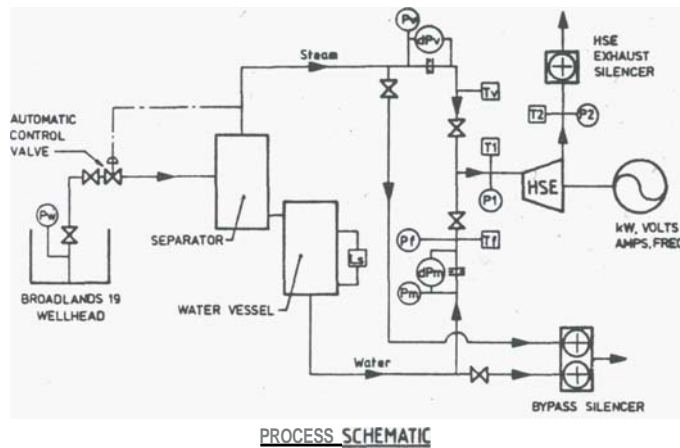 Pv
dPv
Steam
HSE
EXHAUST
SILENCER
Tv
T2
P2
AUTOMATIC
CONTROL
VALVE
T1
HSE
P1
Pw
SEPARATOR
Pf
Tf
kW, VOLTS
AMPS, FREQ
Ls
dPm
Pm
BROADLANDS 19
WELLHEAD
WATER VESSEL
Water
BYPASS SILENCER
PROCESS SCHEMATIC